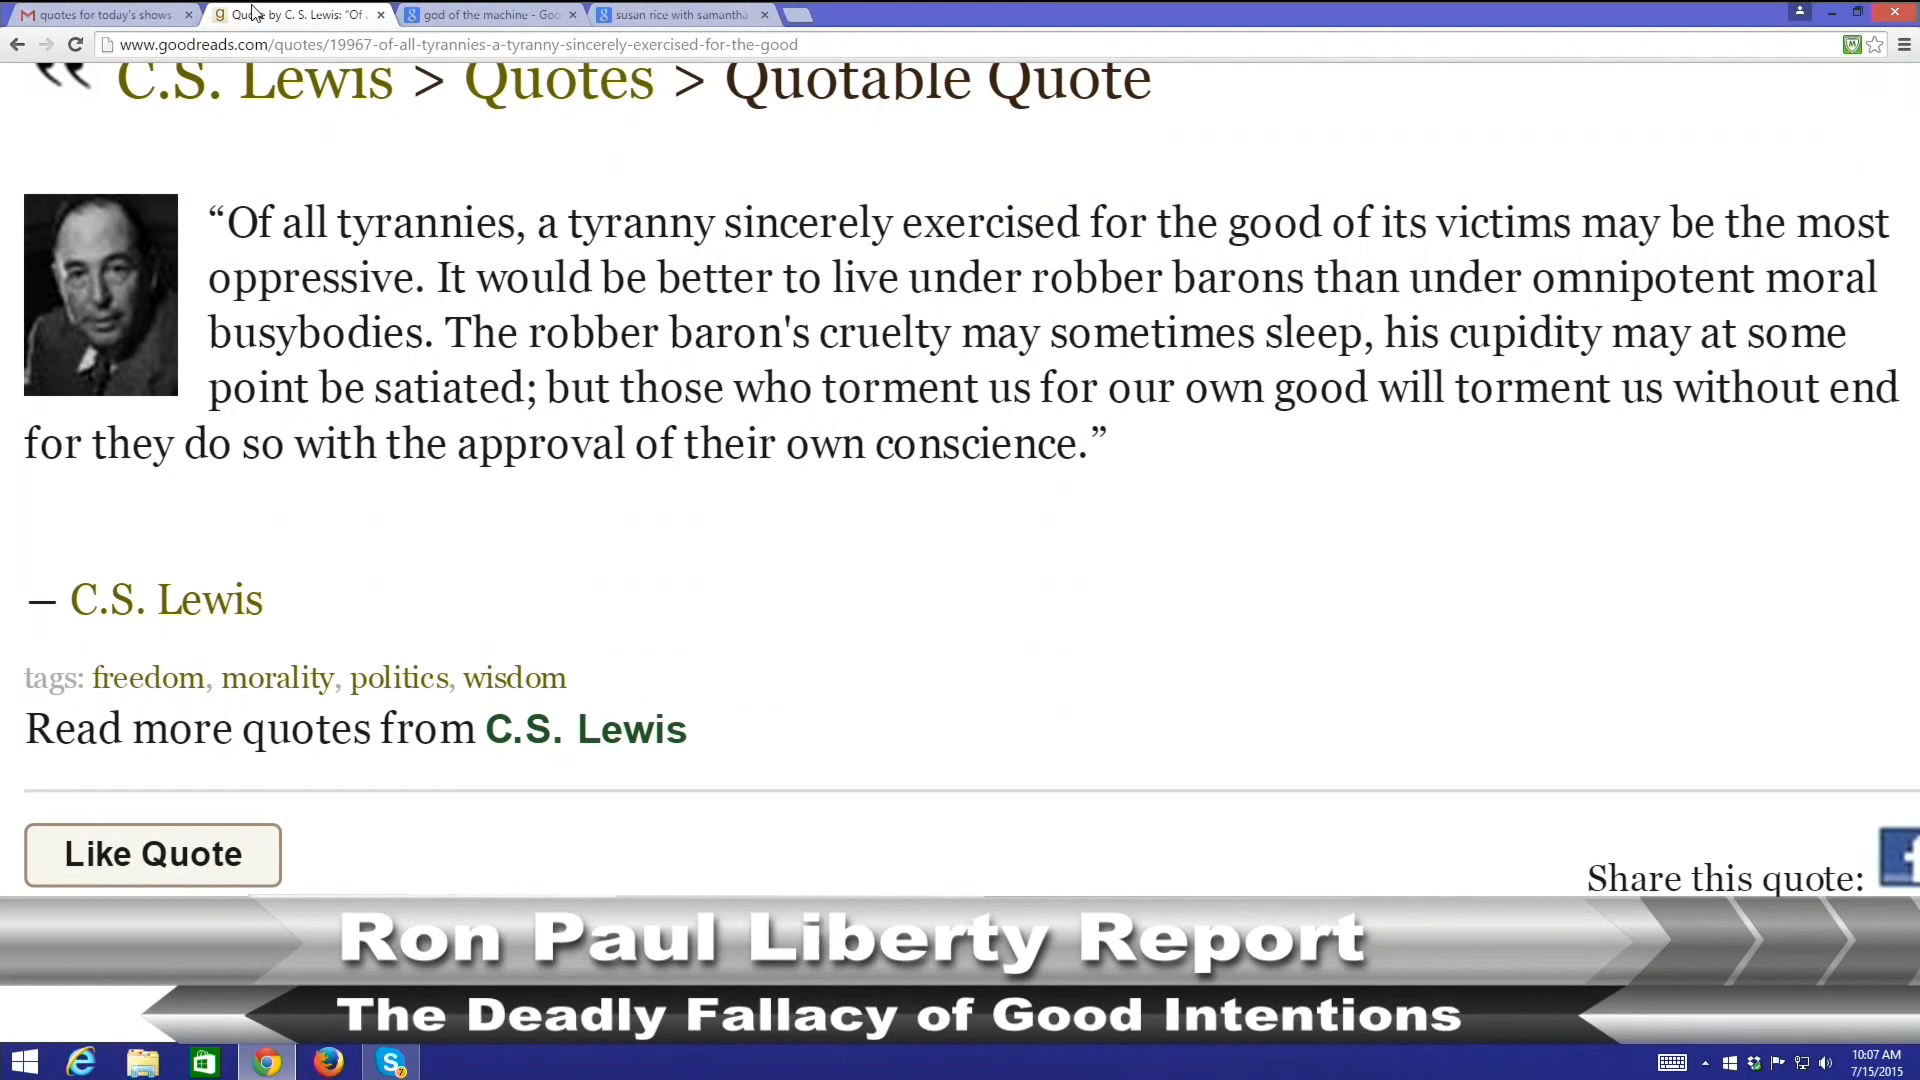 quotes for today's shows
Quote by C. S. Lewis: “Of
god of the machine - Goo
susan rice with samantha
www.goodreads.com/quotes/19967-of-all-tyrannies-a-tyranny-sincerely-exercised-for-the-good
C.S. Lewis > Quotes > Quotable Quote
“Of all tyrannies, a tyranny sincerely exercised for the good of its victims may be the most
oppressive. It would be better to live under robber barons than under omnipotent moral
busybodies. The robber baron's cruelty may sometimes sleep, his cupidity may at some
point be satiated; but those who torment us for our own good will torment us without end
for they do so with the approval of their own conscience.”
– C.S. Lewis
tags: freedom, morality, politics, wisdom
Read more quotes from C.S. Lewis
Like Quote
Share this quote:
Ron Paul Liberty Report
The Deadly Fallacy of Good Intentions
10:07 AM
7/15/2015